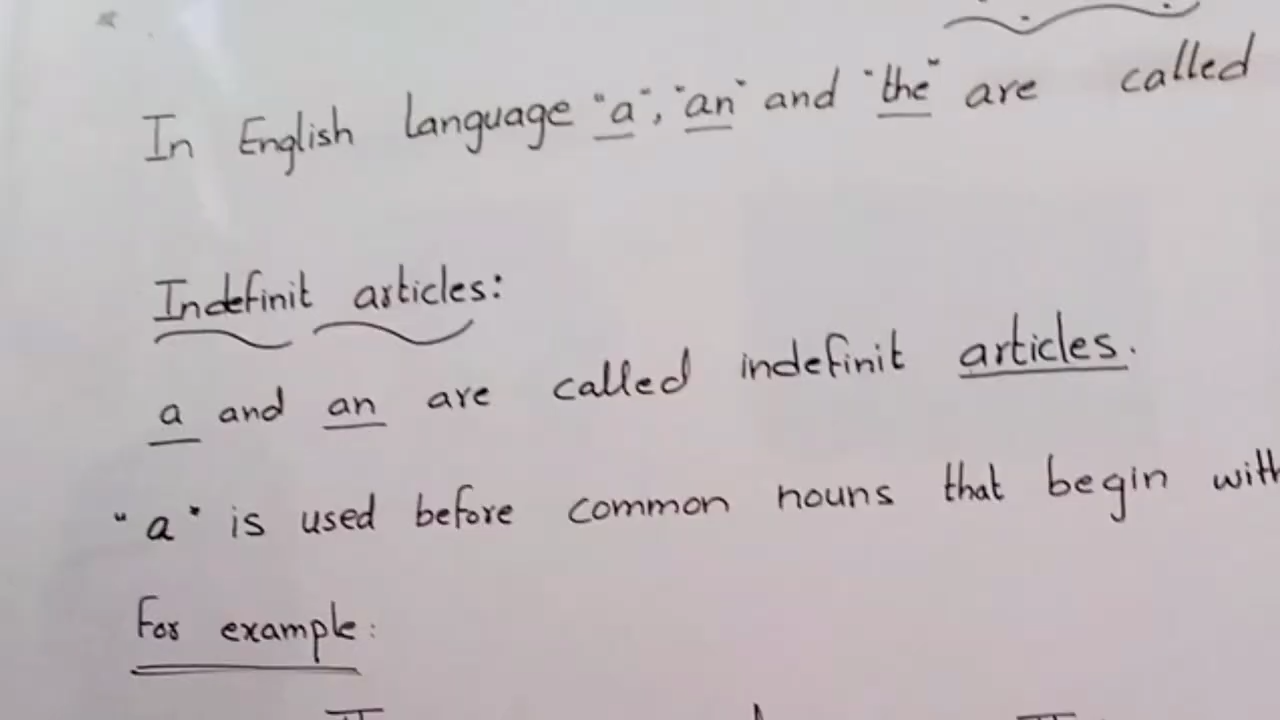 In English language "a", "an" and "the" are called
Indefinit articles:
a and an are called indefinit articles.
"a" is used before common nouns that begin with
For example: